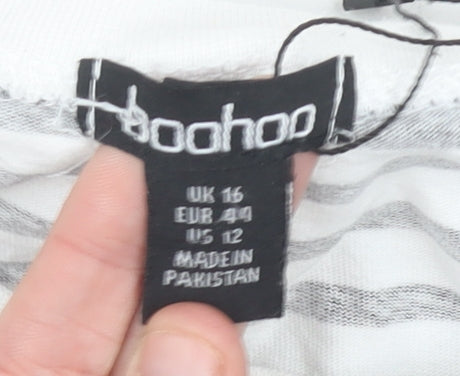 boohoo
UK 16
EUR 44
US 12
MADE IN
PAKISTAN